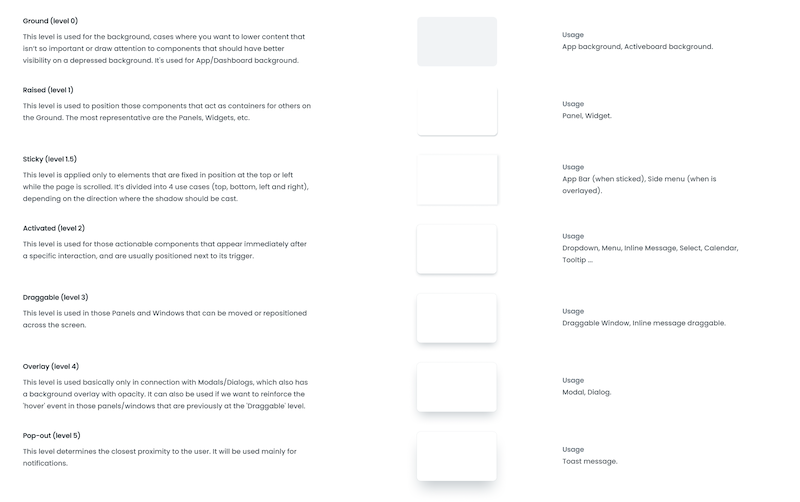 Ground (level 0)
This level is used for the background, cases where you want to lower content that
isn't so important or draw attention to components that should have better
visibility on a depressed background. It's used for App/Dashboard background.
Usage
App background, Activeboard background.
Raised (level 1)
This level is used to position those components that act as containers for others on
the Ground. The most representative are the Panels, Widgets, etc.
Usage
Panel, Widget.
Sticky (level 1.5)
This level is applied only to elements that are fixed in position at the top or left
while the page is scrolled. It's divided into 4 use cases (top, bottom, left and right),
depending on the direction where the shadow should be cast.
Usage
App Bar (when sticked), Side menu (when is
overlayed).
Activated (level 2)
This level is used for those actionable components that appear immediately after
a specific interaction, and are usually positioned next to its trigger.
Usage
Dropdown, Menu, Inline Message, Select, Calendar,
Tooltip ...
Draggable (level 3)
This level is used in those Panels and Windows that can be moved or repositioned
across the screen.
Usage
Draggable Window, Inline message draggable.
Overlay (level 4)
This level is used basically only in connection with Modals/Dialogs, which also has
a background overlay with opacity. It can also be used if we want to reinforce the
'hover' event in those panels/windows that are previously at the 'Draggable' level.
Usage
Modal, Dialog.
Pop-out (level 5)
This level determines the closest proximity to the user. It will be used mainly for
notifications.
Usage
Toast message.